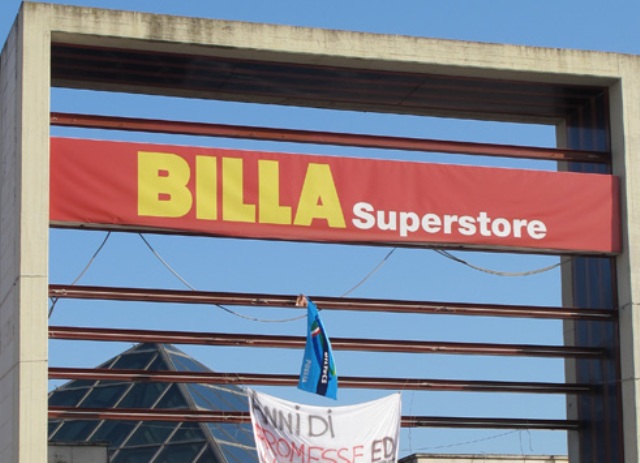 BILLA Superstore
ANNI DI
PROMESSE ED